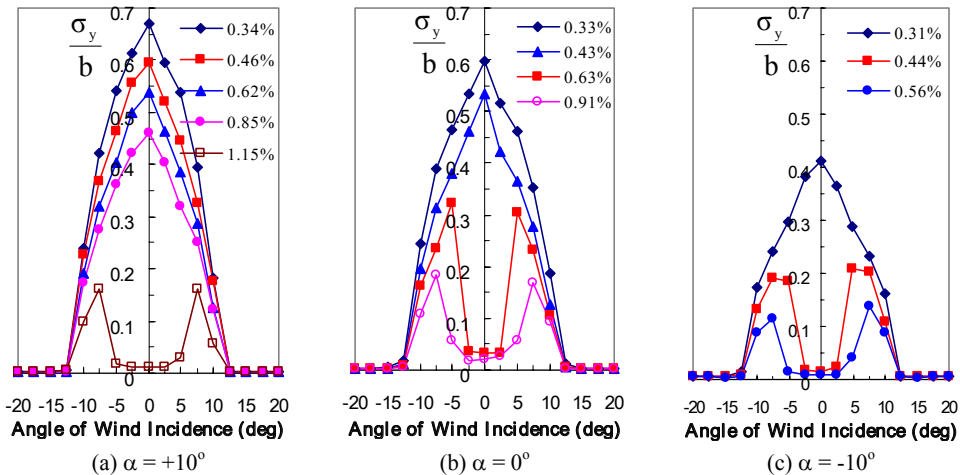 σy
b
0.7
0.6
0.5
0.4
0.3
0.2
0.1
0
0.34%
0.46%
0.62%
0.85%
1.15%
-20 -15 -10 -5 0 5 10 15 20
Angle of Wind Incidence (deg)
(a) α = +10°
σy
b
0.7
0.6
0.5
0.4
0.3
0.2
0.1
0
0.33%
0.43%
0.63%
0.91%
-20 -15 -10 -5 0 5 10 15 20
Angle of Wind Incidence (deg)
(b) α = 0°
σy
b
0.7
0.6
0.5
0.4
0.3
0.2
0.1
0
0.31%
0.44%
0.56%
-20 -15 -10 -5 0 5 10 15 20
Angle of Wind Incidence (deg)
(c) α = -10°